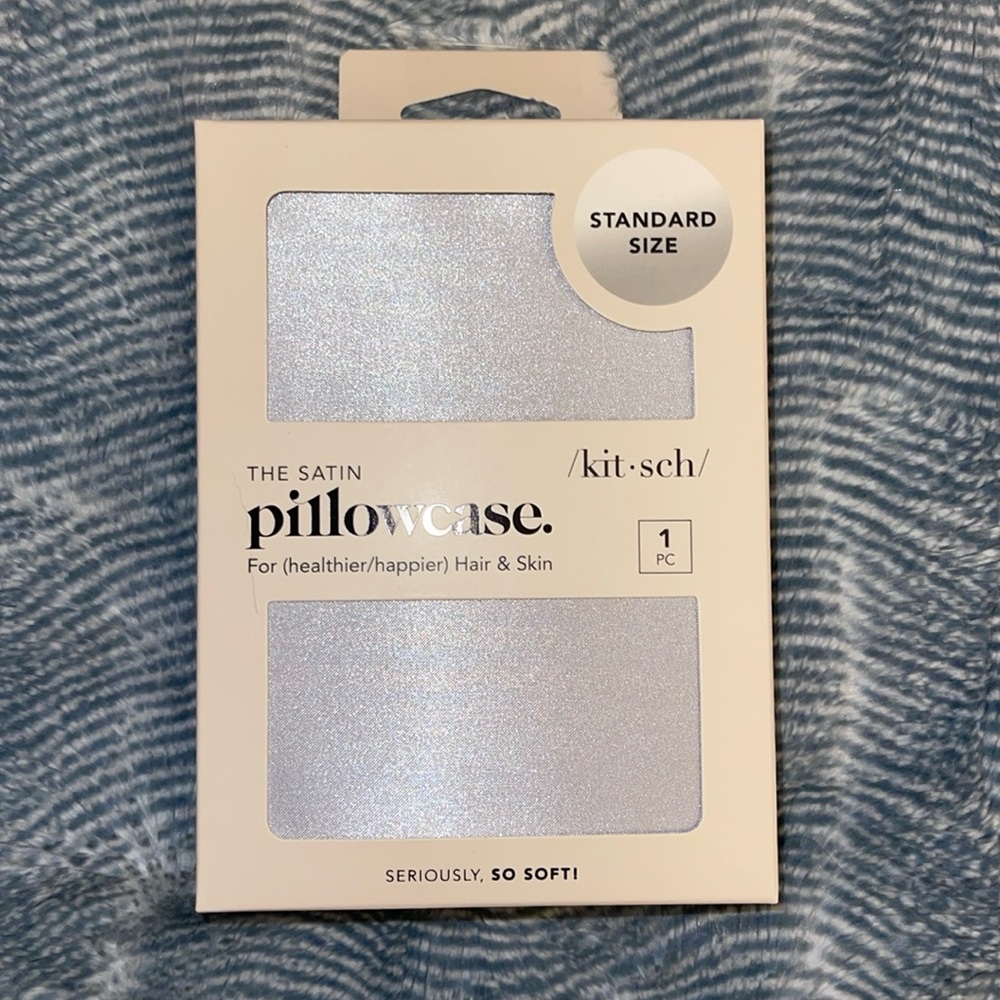 STANDARD
SIZE
/kit·sch/
THE SATIN
pillowcase.
For (healthier/happier) Hair & Skin
1
PC
SERIOUSLY, SO SOFT!